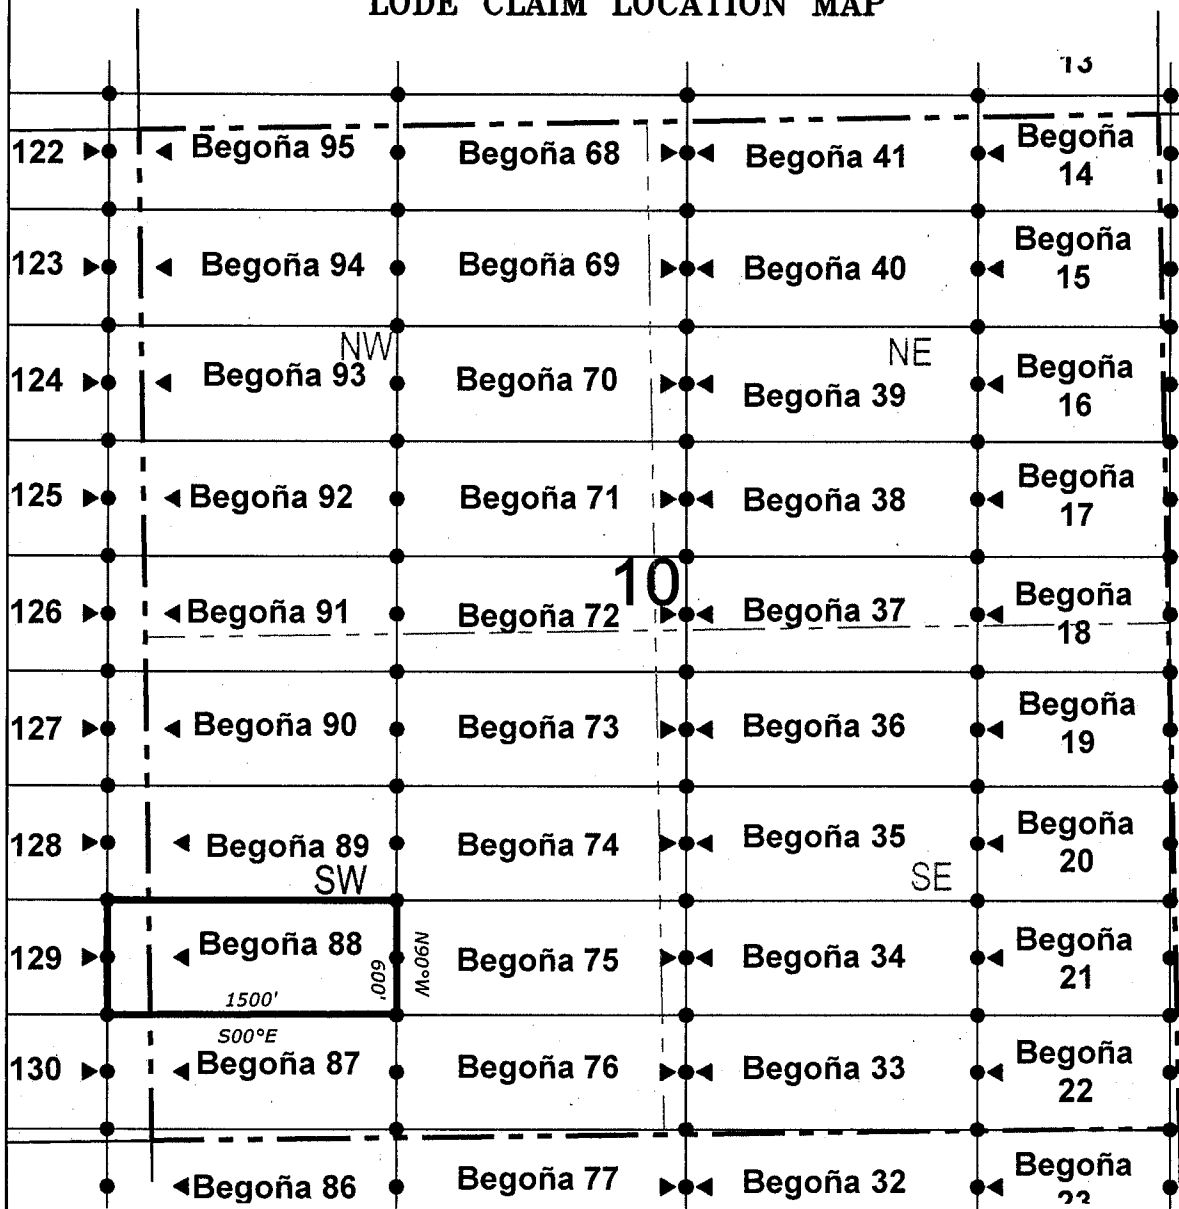 LODE CLAIM LOCATION MAP
13
122 Begoña 95 Begoña 68 Begoña 41 Begoña
14
123 Begoña 94 Begoña 69 Begoña 40 Begoña
15
NW NE
124 Begoña 93 Begoña 70 Begoña 39 Begoña
16
125 Begoña 92 Begoña 71 Begoña 38 Begoña
17
10
126 Begoña 91 Begoña 72 Begoña 37 Begoña
18
127 Begoña 90 Begoña 73 Begoña 36 Begoña
19
128 Begoña 89 Begoña 74 Begoña 35 Begoña
20
SW SE
129 Begoña 88 600' N90°W Begoña 75 Begoña 34 Begoña
21
1500'
S00°E
130 Begoña 87 Begoña 76 Begoña 33 Begoña
22
Begoña 86 Begoña 77 Begoña 32 Begoña
23